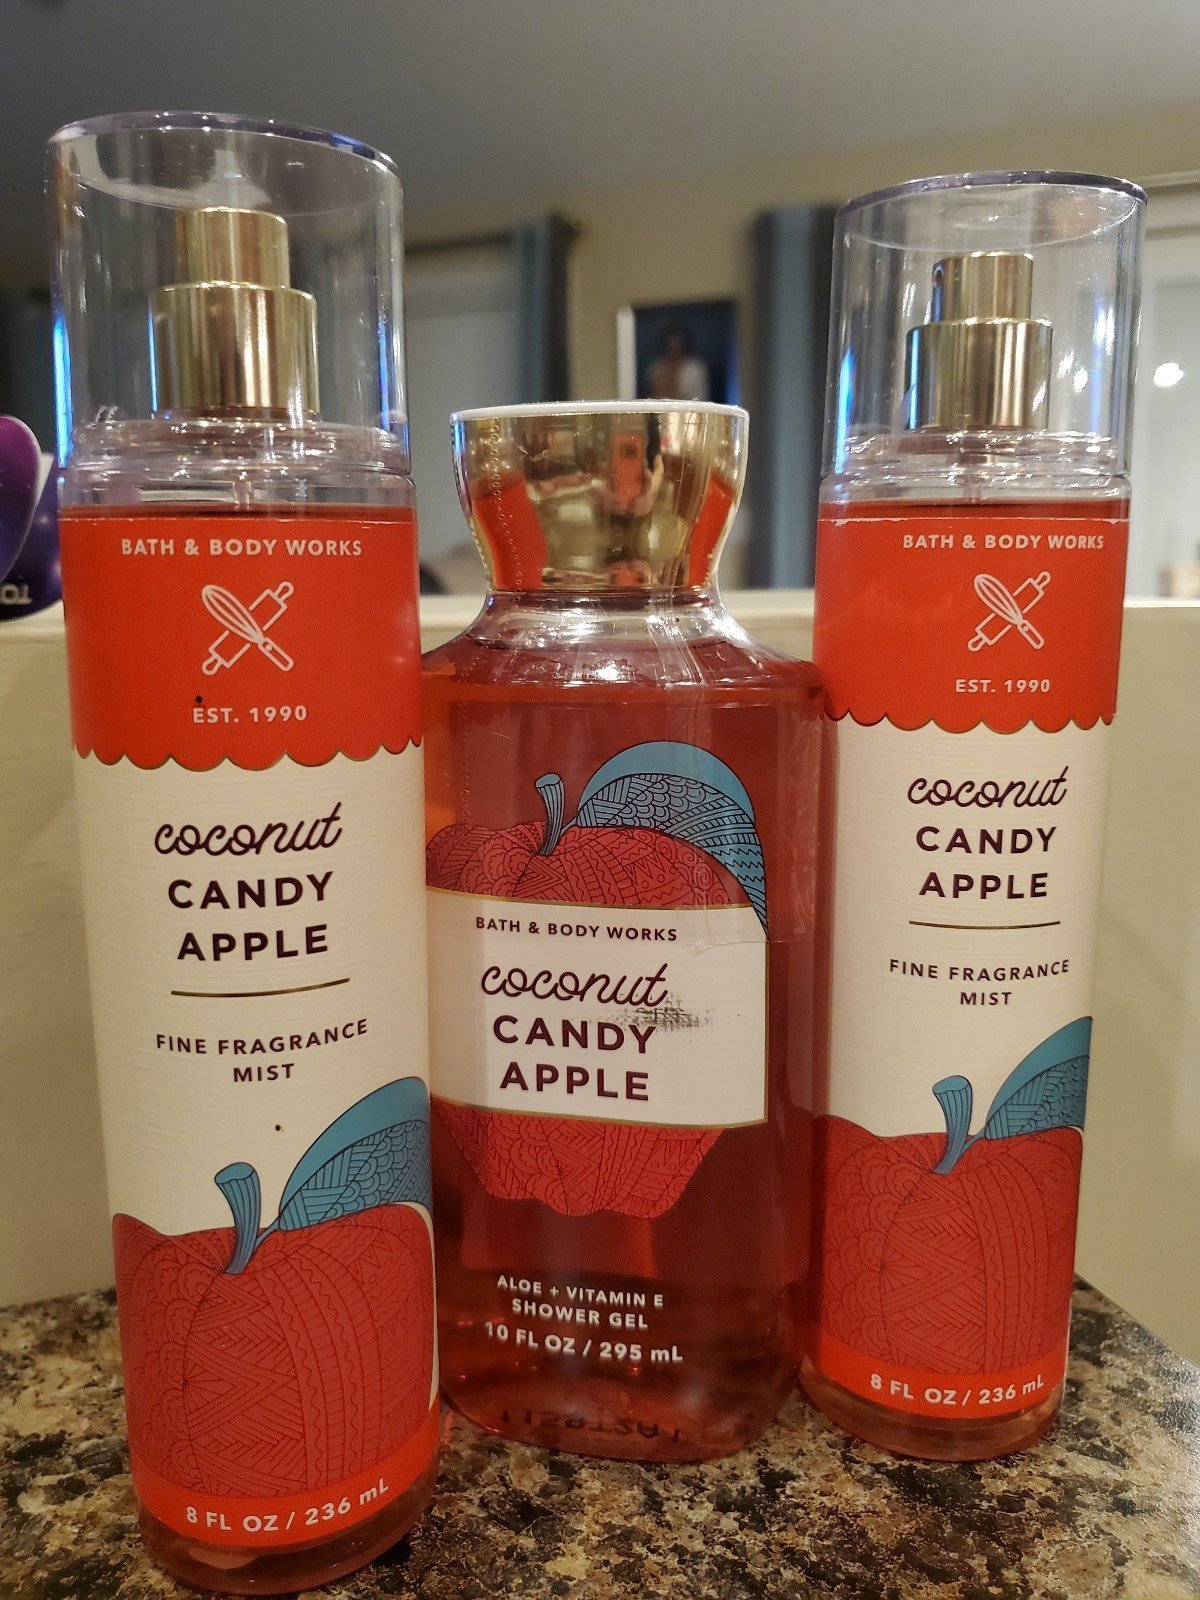 BATH & BODY WORKS
EST. 1990
coconut
CANDY
APPLE
FINE FRAGRANCE
MIST
8 FL OZ / 236 mL
BATH & BODY WORKS
coconut
CANDY
APPLE
ALOE + VITAMIN E
SHOWER GEL
10 FL OZ / 295 mL
BATH & BODY WORKS
EST. 1990
coconut
CANDY
APPLE
FINE FRAGRANCE
MIST
8 FL OZ / 236 mL